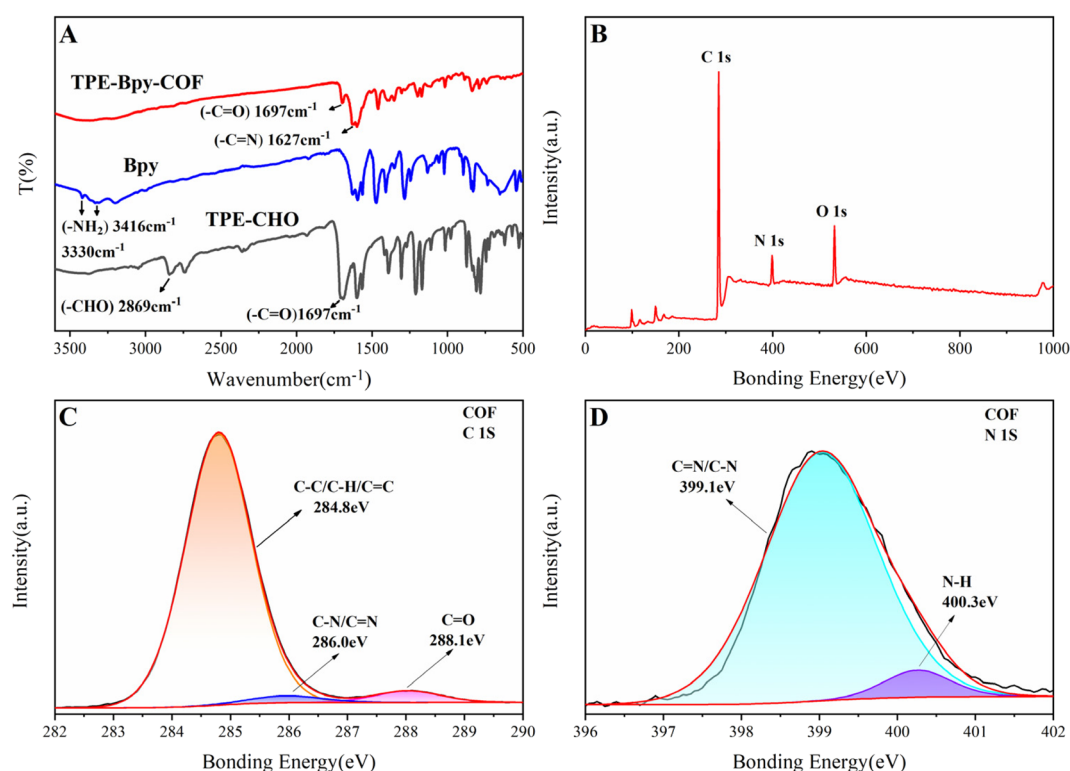 A
TPE-Bpy-COF
(-C=O) 1697cm⁻¹
(-C=N) 1627cm⁻¹
Bpy
(-NH₂) 3416cm⁻¹
3330cm⁻¹
TPE-CHO
(-CHO) 2869cm⁻¹
(-C=O)1697cm⁻¹
T(%)
3500 3000 2500 2000 1500 1000 500
Wavenumber(cm⁻¹)
B
C 1s
N 1s
O 1s
Intensity(a.u.)
0 200 400 600 800 1000
Bonding Energy(eV)
C
COF
C 1S
C-C/C-H/C=C
284.8eV
C-N/C=N
286.0eV
C=O
288.1eV
Intensity(a.u.)
282 283 284 285 286 287 288 289 290
Bonding Energy(eV)
D
COF
N 1S
C=N/C-N
399.1eV
N-H
400.3eV
Intensity(a.u.)
396 397 398 399 400 401 402
Bonding Energy(eV)